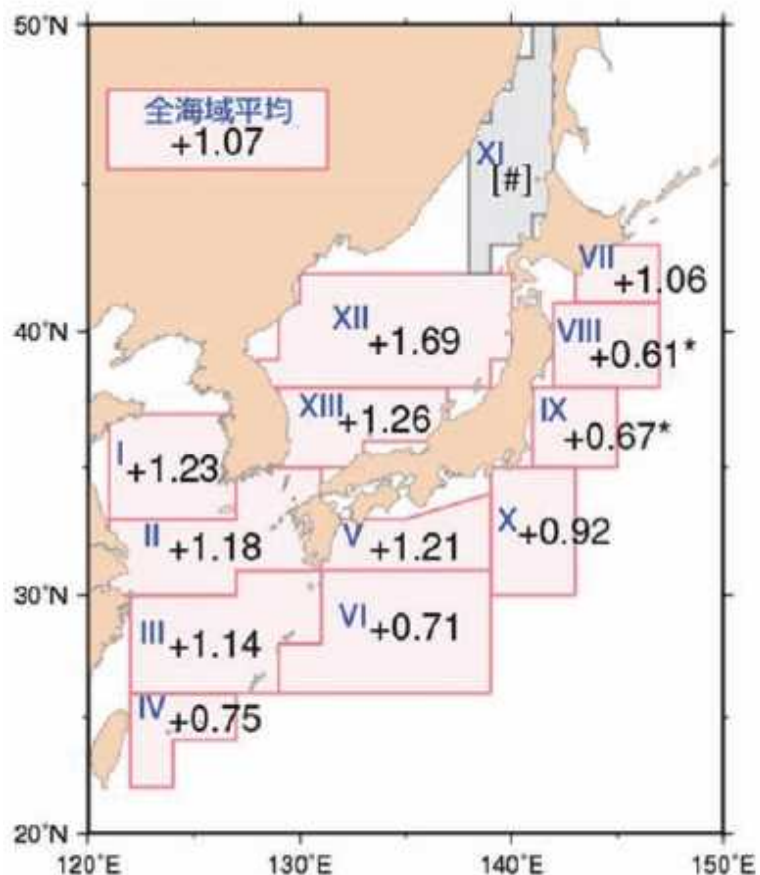 50°N
全海域平均
+1.07
XI
[#]
VII
+1.06
XII
+1.69
VIII
+0.61*
40°N
XIII
+1.26
IX
+0.67*
I
+1.23
II
+1.18
V
+1.21
X
+0.92
30°N
III
+1.14
VI
+0.71
IV
+0.75
20°N
120°E
130°E
140°E
150°E